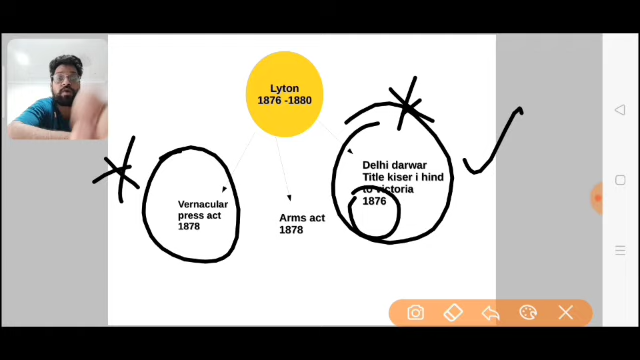 Lyton
1876 -1880
Delhi darwar
Title kiser i hind
to victoria
1876
Vernacular
press act
1878
Arms act
1878